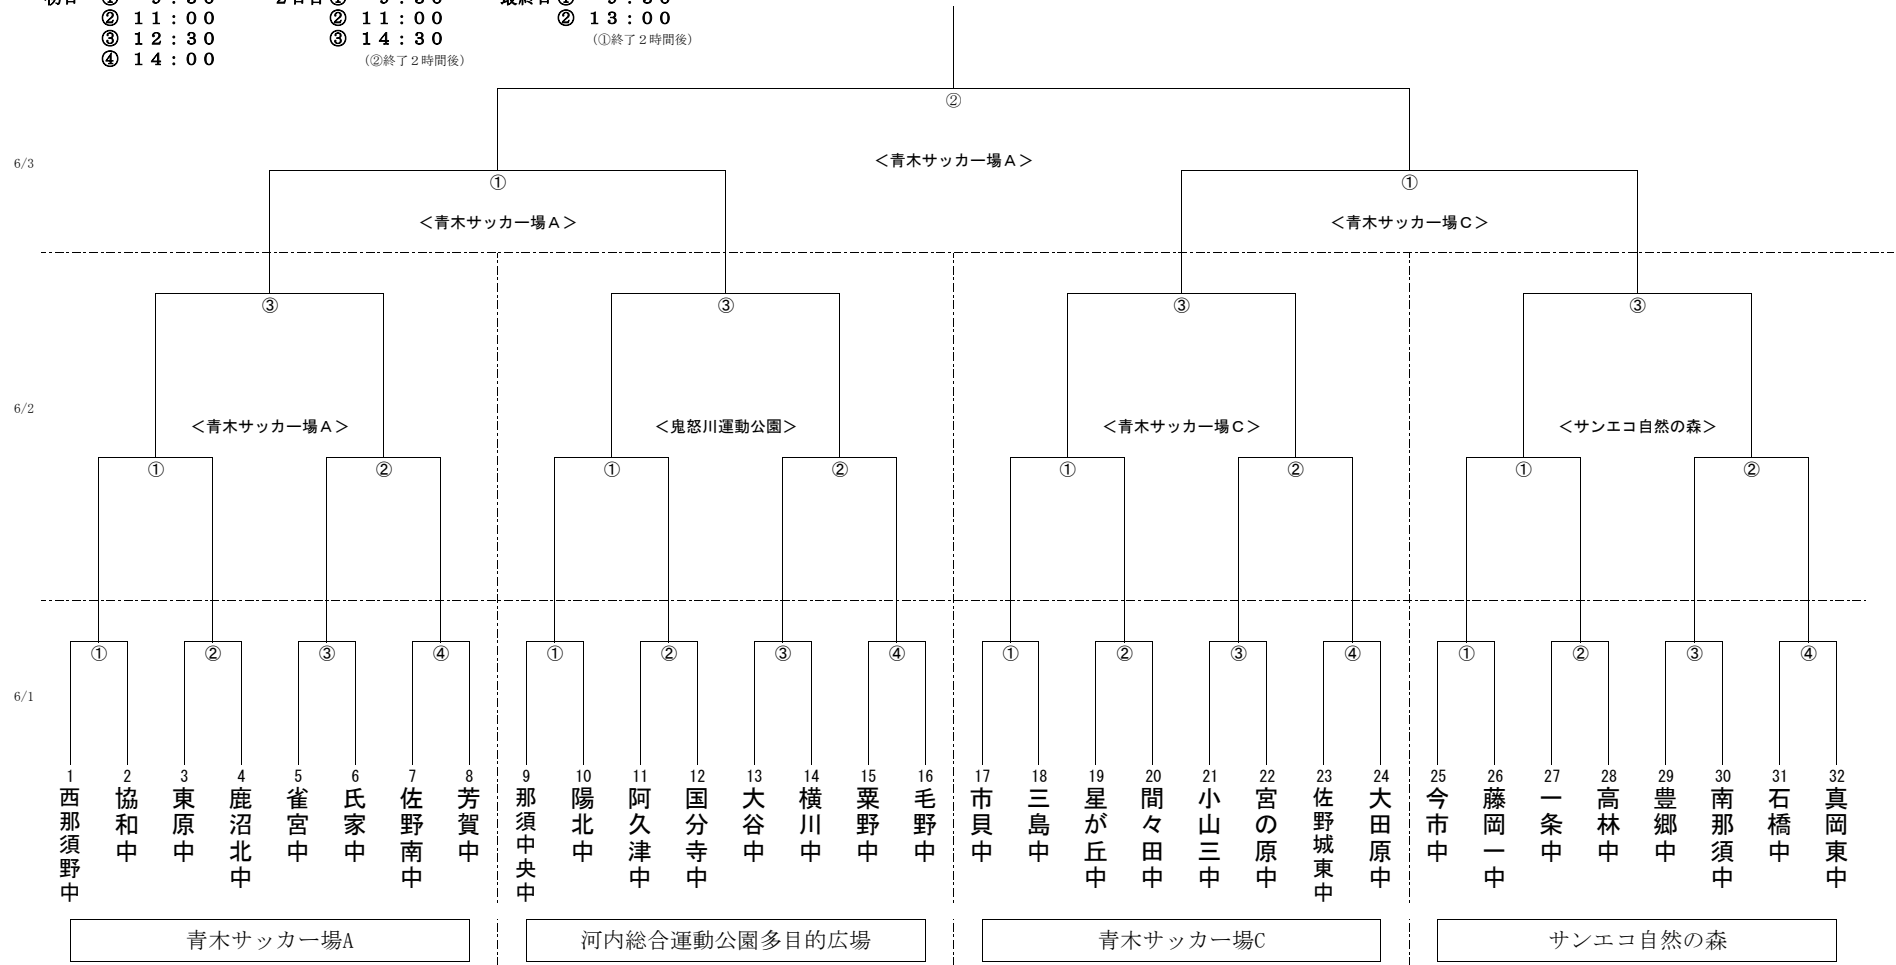 ② 11:00 ② 11:00 ② 13:00
③ 12:30 ③ 14:30 (①終了2時間後)
④ 14:00 (②終了2時間後)
②
6/3 <青木サッカー場A>
① ①
<青木サッカー場A> <青木サッカー場C>
③ ③ ③ ③
6/2
<青木サッカー場A> <鬼怒川運動公園> <青木サッカー場C> <サンエコ自然の森>
① ② ① ② ① ② ① ②
① ② ③ ④ ① ② ③ ④ ① ② ③ ④ ① ② ③ ④
6/1
1 西那須野中
2 協和中
3 東原中
4 鹿沼北中
5 雀宮中
6 氏家中
7 佐野南中
8 芳賀中
9 那須中央中
10 陽北中
11 阿久津中
12 国分寺中
13 大谷中
14 横川中
15 粟野中
16 毛野中
17 市貝中
18 三島中
19 星が丘中
20 間々田中
21 小山三中
22 宮の原中
23 佐野城東中
24 大田原中
25 今市中
26 藤岡一中
27 一条中
28 高林中
29 豊郷中
30 南那須中
31 石橋中
32 真岡東中
青木サッカー場A 河内総合運動公園多目的広場 青木サッカー場C サンエコ自然の森